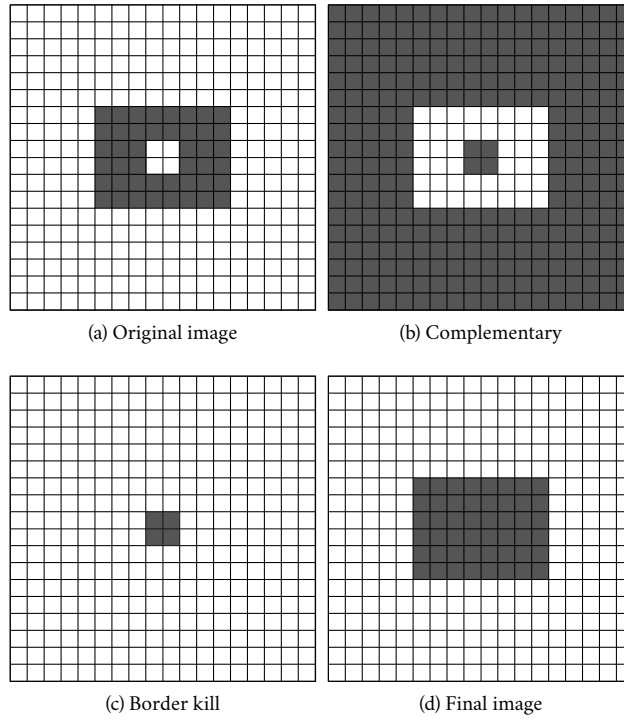 (a) Original image
(b) Complementary
(c) Border kill
(d) Final image